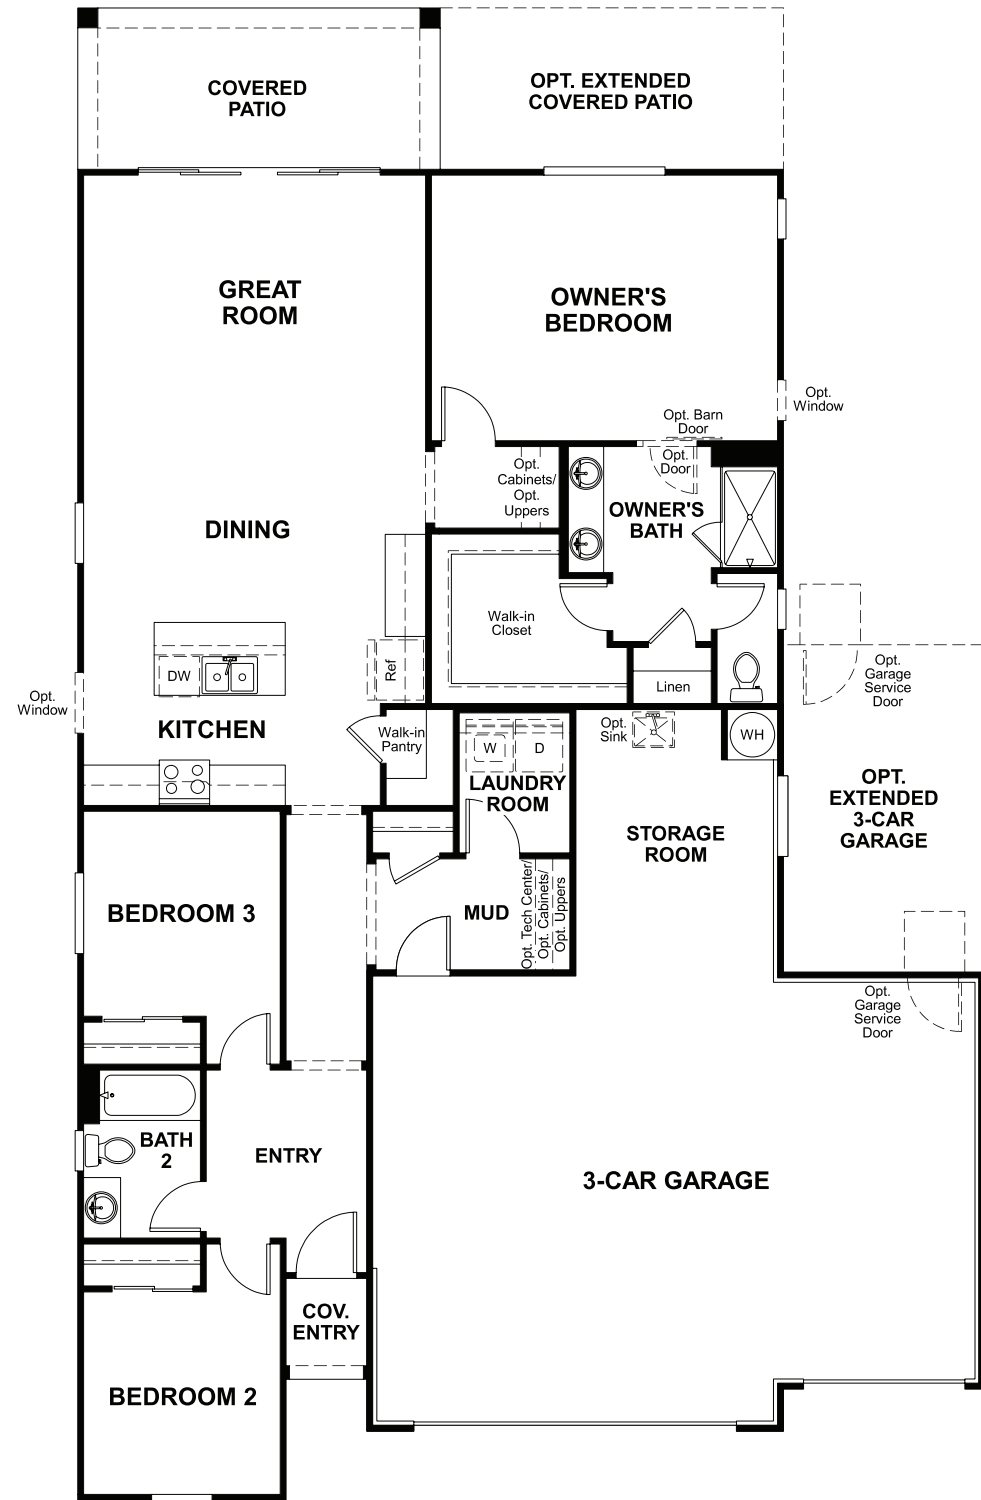 COVERED
PATIO
OPT. EXTENDED
COVERED PATIO
GREAT
ROOM
OWNER'S
BEDROOM
Opt.
Window
Opt. Barn
Door
Opt.
Door
Opt.
Cabinets/
Opt.
Uppers
OWNER'S
BATH
DINING
Walk-in
Closet
Ref
DW
Linen
Opt.
Garage
Service
Door
Opt.
Window
KITCHEN
Walk-in
Pantry
Opt.
Sink
WH
W
D
LAUNDRY
ROOM
STORAGE
ROOM
OPT.
EXTENDED
3-CAR
GARAGE
BEDROOM 3
MUD
Opt. Tech Center/
Opt. Cabinets/
Opt. Uppers
Opt.
Garage
Service
Door
BATH
2
ENTRY
3-CAR GARAGE
COV.
ENTRY
BEDROOM 2